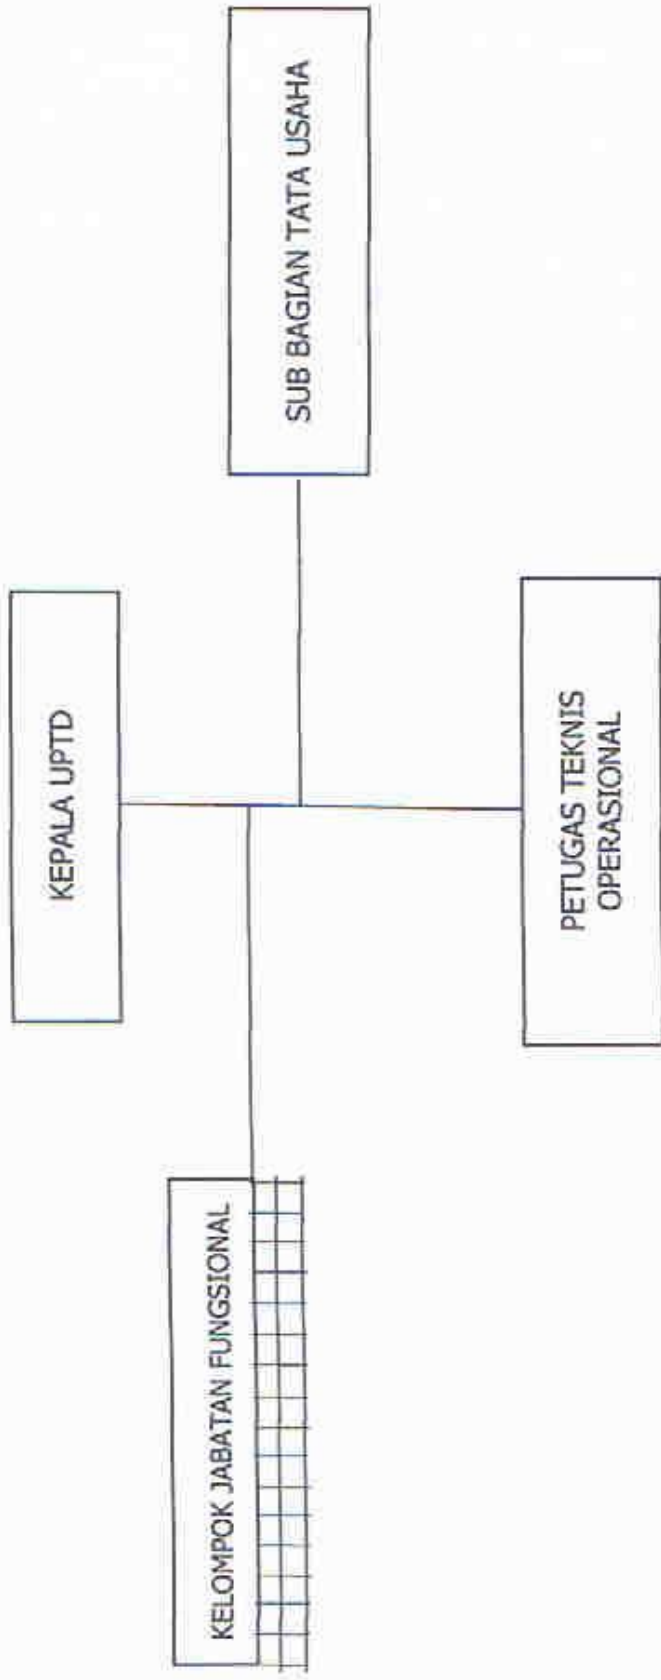 KEPALA UPTD
KELOMPOK JABATAN FUNGSIONAL
SUB BAGIAN TATA USAHA
PETUGAS TEKNIS
OPERASIONAL